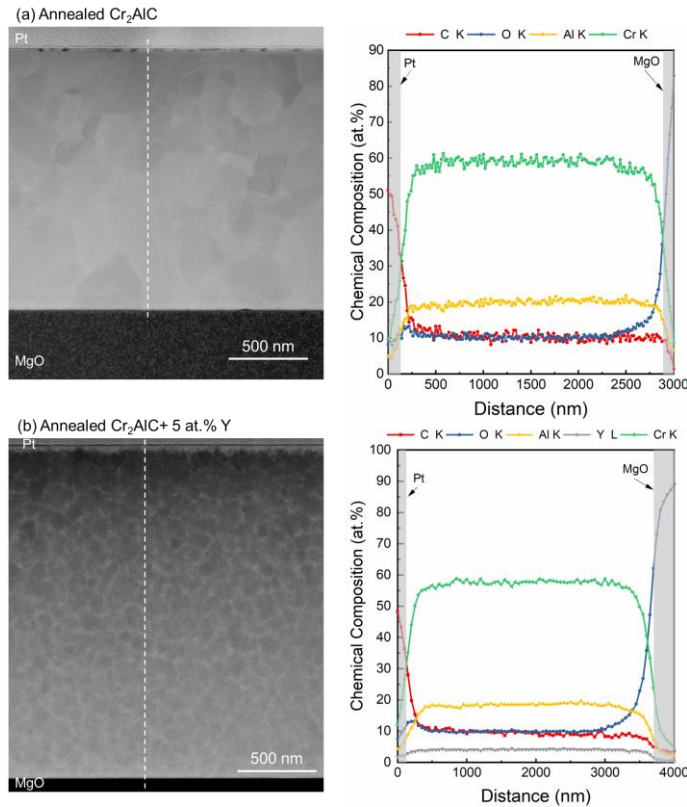 (a) Annealed Cr₂AlC
Pt
500 nm
MgO
C K O K Al K Cr K
90
80
70
60
50
40
30
20
10
0
Chemical Composition (at.%)
Pt
MgO
0 500 1000 1500 2000 2500 3000
Distance (nm)
(b) Annealed Cr₂AlC+ 5 at.% Y
Pt
500 nm
MgO
C K O K Al K Y L Cr K
100
90
80
70
60
50
40
30
20
10
0
Chemical Composition (at.%)
Pt
MgO
0 1000 2000 3000 4000
Distance (nm)